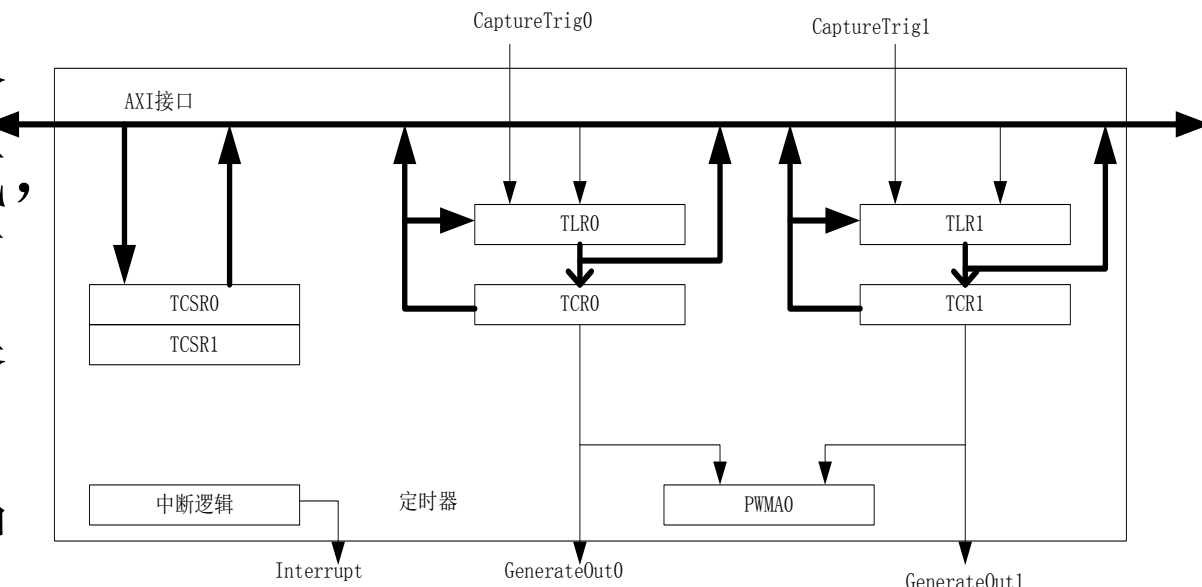 CaptureTrig0
CaptureTrig1
AXI接口
TLR0
TLR1
TCSR0
TCR0
TCR1
TCSR1
中断逻辑
定时器
PWMA0
Interrupt
GenerateOut0
GenerateOut1